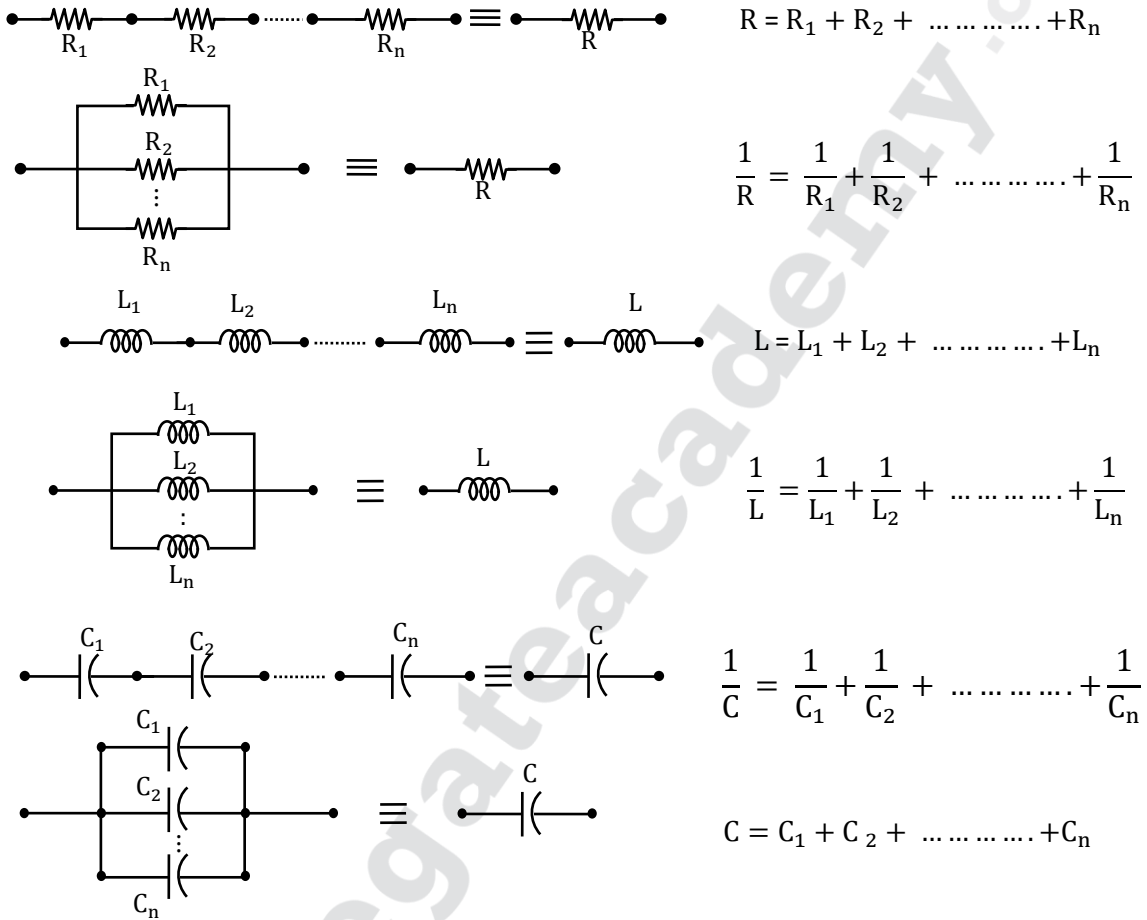 R₁ R₂ Rₙ ≡ R R = R₁ + R₂ + … … … …. +Rₙ
R₁
R₂
⋮
Rₙ
≡ R
1/R = 1/R₁ + 1/R₂ + … … … …. + 1/Rₙ
L₁ L₂ Lₙ ≡ L L = L₁ + L₂ + … … … …. +Lₙ
L₁
L₂
⋮
Lₙ
≡ L
1/L = 1/L₁ + 1/L₂ + … … … …. + 1/Lₙ
C₁ C₂ Cₙ ≡ C 1/C = 1/C₁ + 1/C₂ + … … … …. + 1/Cₙ
C₁
C₂
⋮
Cₙ
≡ C
C = C₁ + C ₂ + … … … …. +Cₙ
gateacademy.